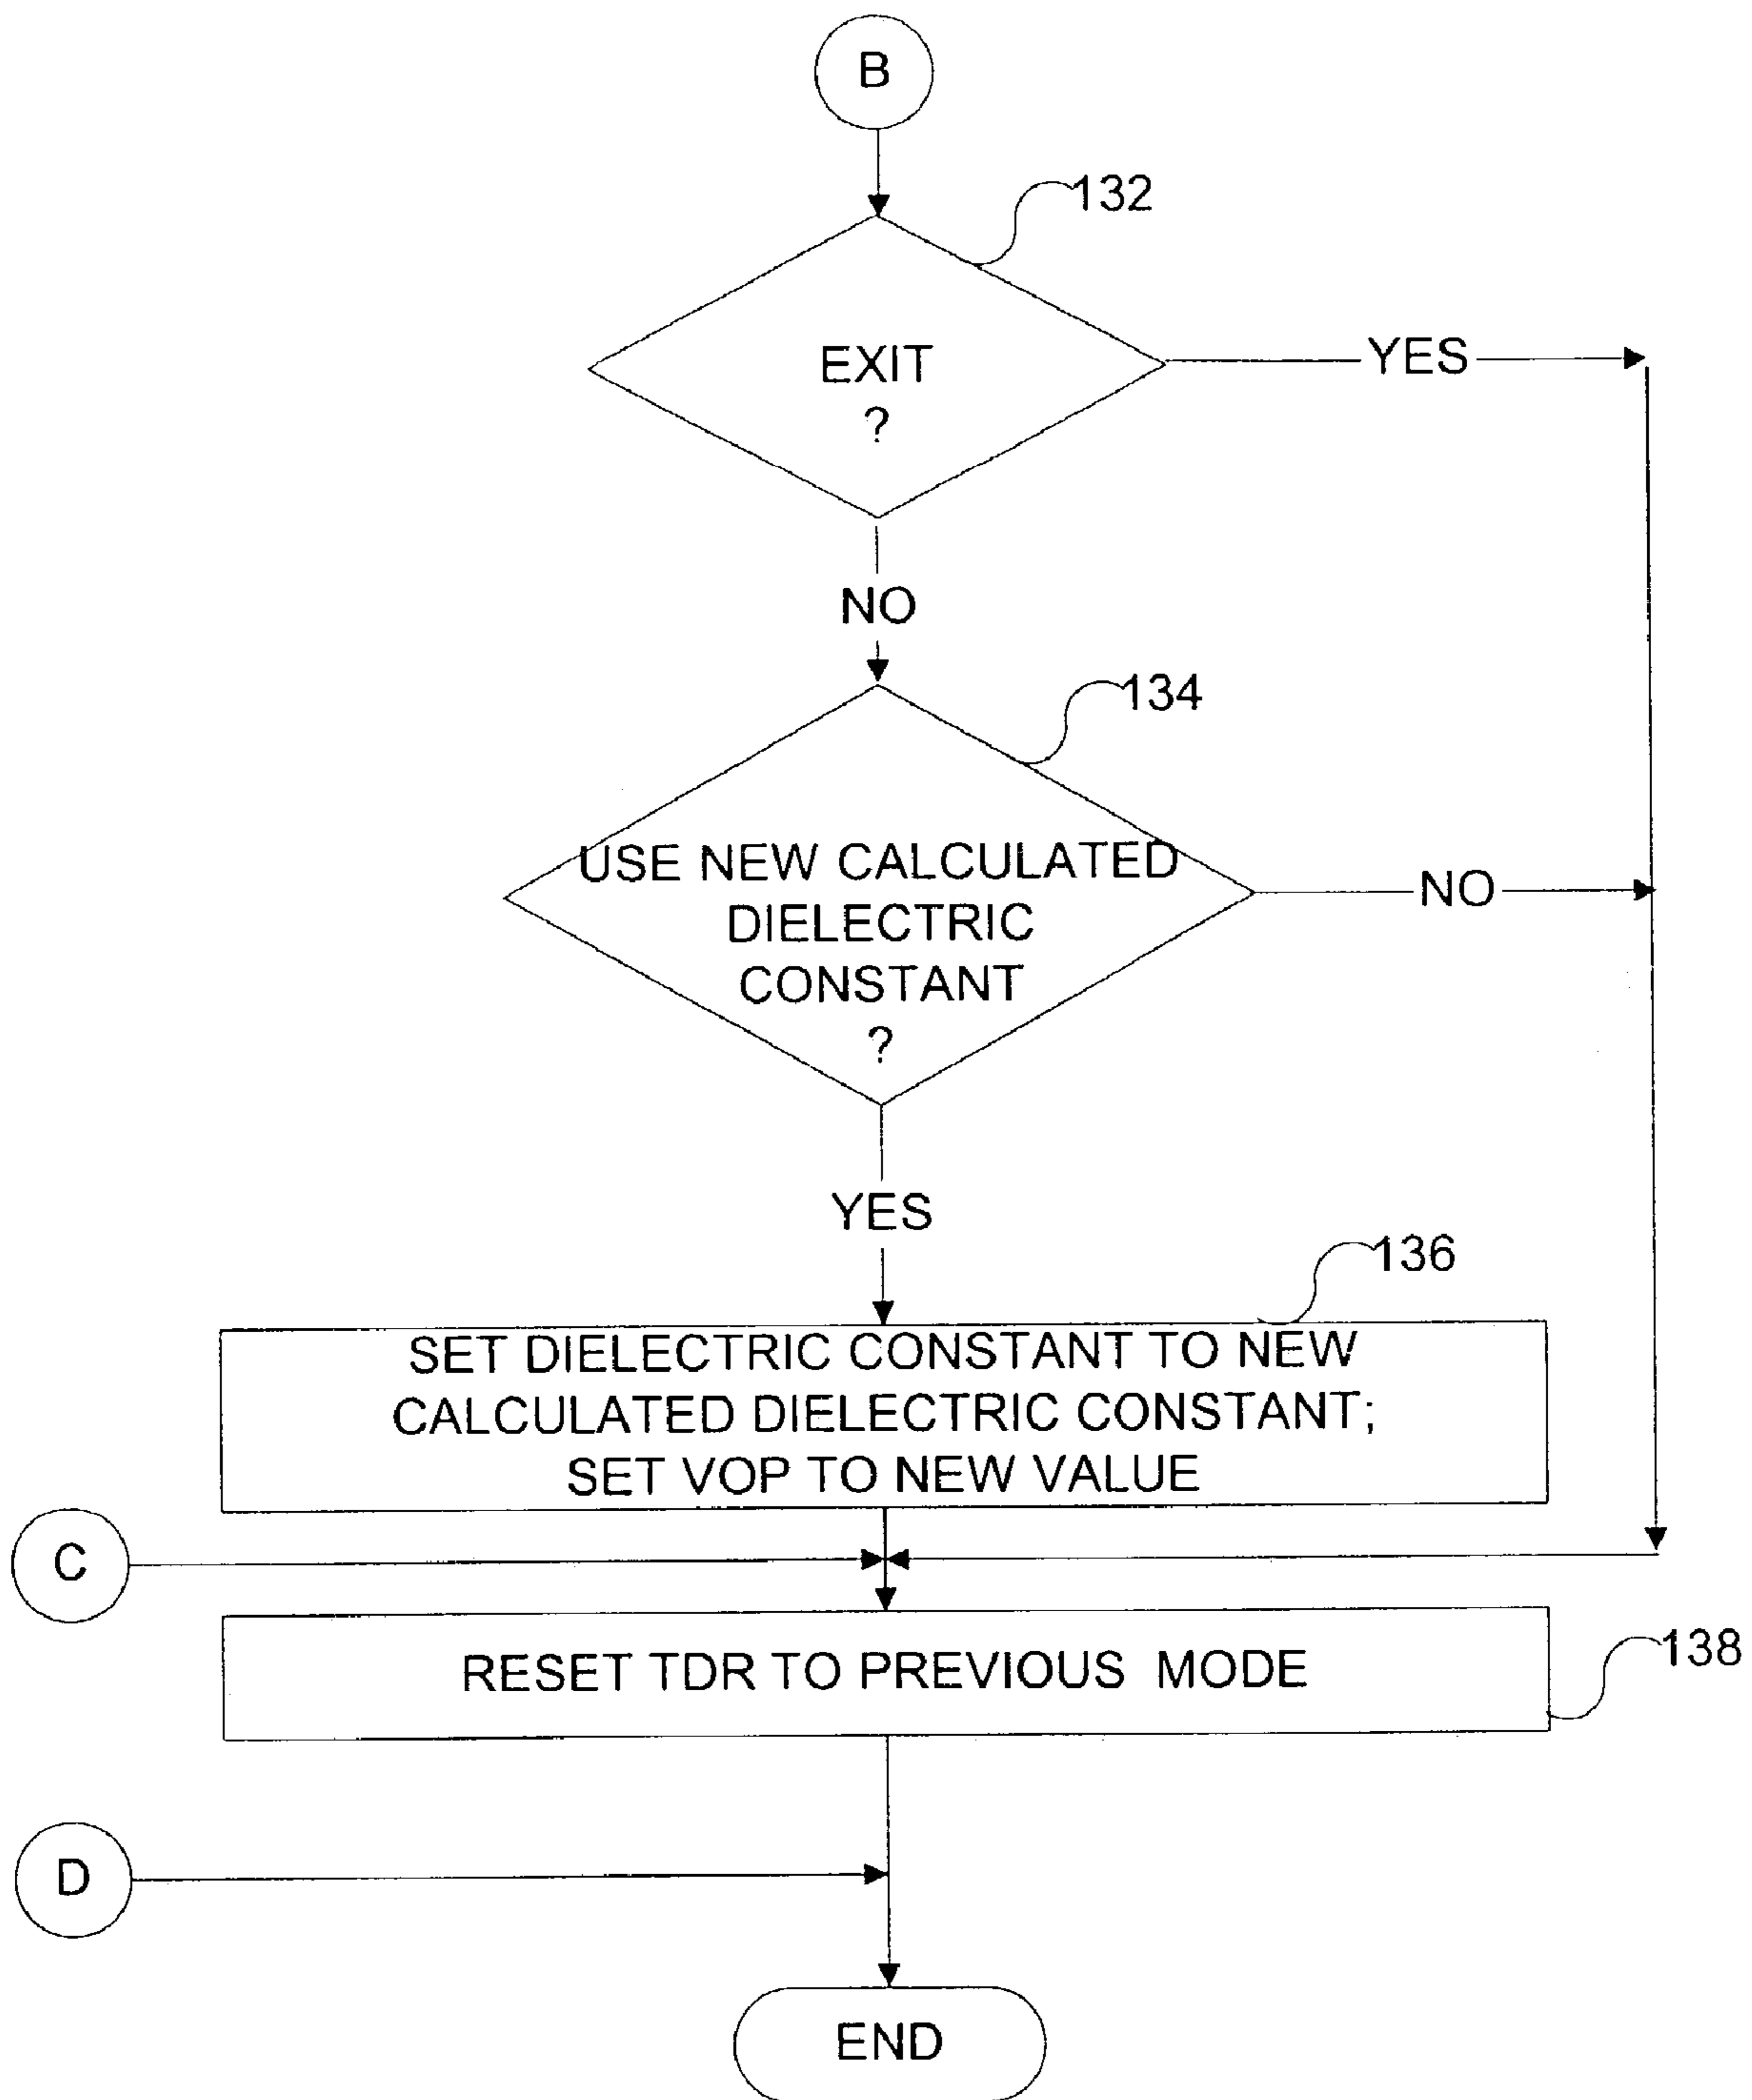 B
132
EXIT
?
YES
NO
134
USE NEW CALCULATED
DIELECTRIC
CONSTANT
?
NO
YES
136
SET DIELECTRIC CONSTANT TO NEW
CALCULATED DIELECTRIC CONSTANT;
SET VOP TO NEW VALUE
C
RESET TDR TO PREVIOUS MODE
138
D
END